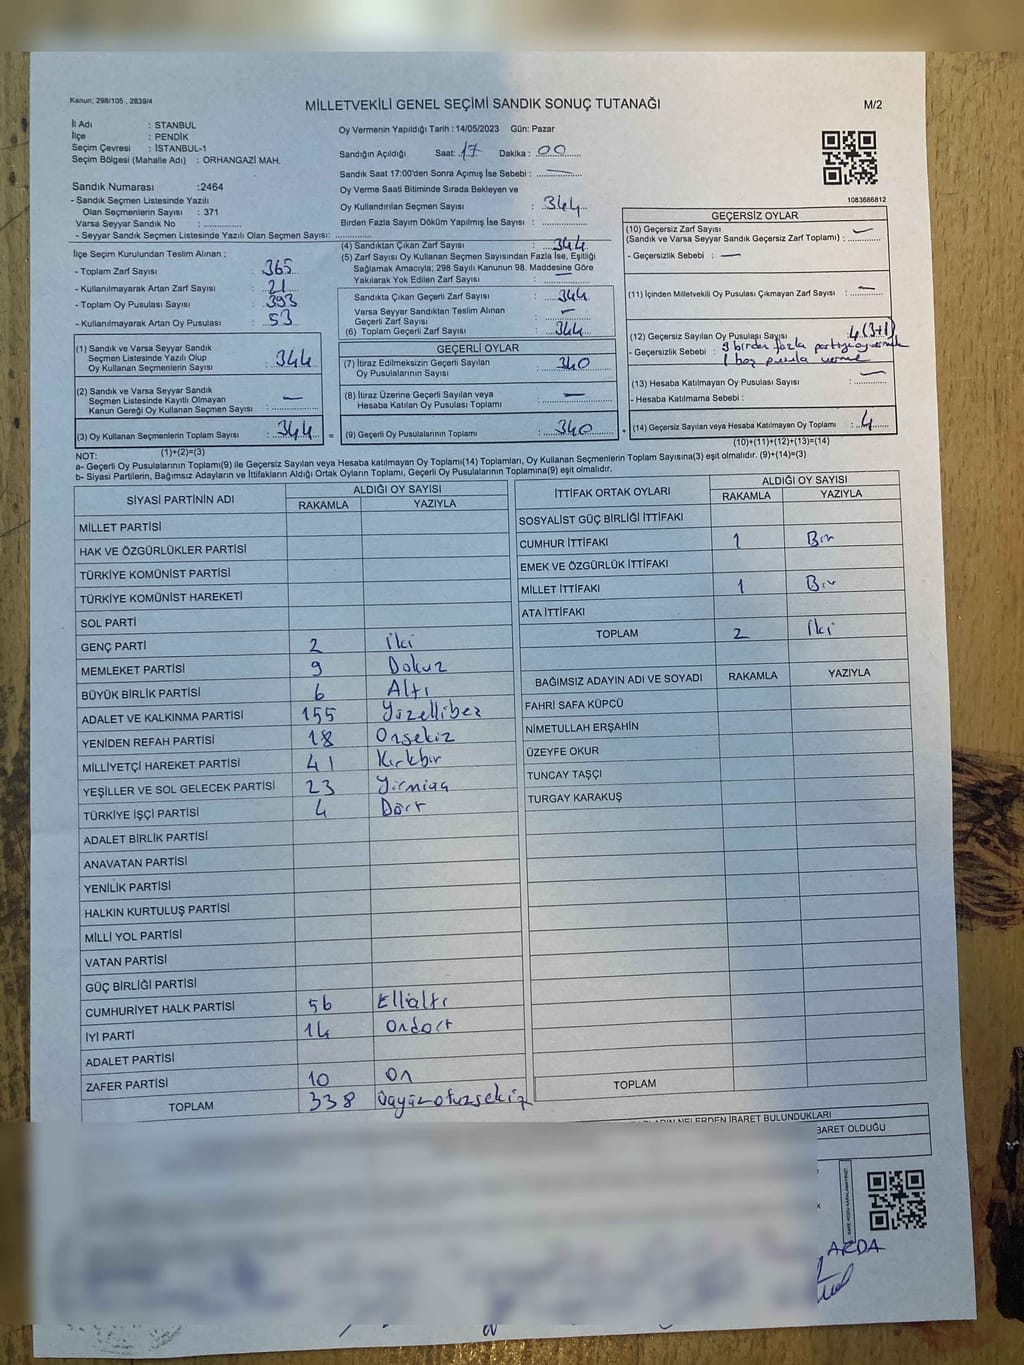 Kanun, 298/105 , 2839/4
MİLLETVEKİLİ GENEL SEÇİMİ SANDIK SONUÇ TUTANAĞI
M/2
İl Adı : STANBUL
İlçe : PENDİK
Seçim Çevresi : İSTANBUL-1
Seçim Bölgesi (Mahalle Adı) : ORHANGAZİ MAH.
Oy Vermenin Yapıldığı Tarih : 14/05/2023 Gün: Pazar
Sandığın Açıldığı Saat: 17 Dakika : 00
Sandık Saat 17:00'den Sonra Açımış İse Sebebi : —
Oy Verme Saati Bitiminde Sırada Bekleyen ve
Oy Kullandırılan Seçmen Sayısı : 344
Birden Fazla Sayım Döküm Yapılmış İse Sayısı :
1083686812
Sandık Numarası :2464
- Sandık Seçmen Listesinde Yazılı
Olan Seçmenlerin Sayısı : 371
Varsa Seyyar Sandık No :
- Seyyar Sandık Seçmen Listesinde Yazılı Olan Seçmen Sayısı:
İlçe Seçim Kurulundan Teslim Alınan ;
- Toplam Zarf Sayısı : 365
- Kullanılmayarak Artan Zarf Sayısı : 21
- Toplam Oy Pusulası Sayısı : 393
- Kullanılmayarak Artan Oy Pusulası : 53
(4) Sandıktan Çıkan Zarf Sayısı : 344
(5) Zarf Sayısı Oy Kullanan Seçmen Sayısından Fazla İse, Eşitliği
Sağlamak Amacıyla; 298 Sayılı Kanunun 98. Maddesine Göre
Yakılarak Yok Edilen Zarf Sayısı : —
Sandıkta Çıkan Geçerli Zarf Sayısı : 344
Varsa Seyyar Sandıktan Teslim Alınan
Geçerli Zarf Sayısı : —
(6) Toplam Geçerli Zarf Sayısı : 344
GEÇERSİZ OYLAR
(10) Geçersiz Zarf Sayısı
(Sandık ve Varsa Seyyar Sandık Geçersiz Zarf Toplamı) : —
- Geçersizlik Sebebi : —
(11) İçinden Milletvekili Oy Pusulası Çıkmayan Zarf Sayısı : —
(12) Geçersiz Sayılan Oy Pusulası Sayısı : 4 (3+1)
- Geçersizlik Sebebi : 3 birden fazla partiye oy vermek
1 boş pusula verme
(13) Hesaba Katılmayan Oy Pusulası Sayısı : —
- Hesaba Katılmama Sebebi :
(14) Geçersiz Sayılan veya Hesaba Katılmayan Oy Toplamı : 4
(10)+(11)+(12)+(13)=(14)
(1) Sandık ve Varsa Seyyar Sandık
Seçmen Listesinde Yazılı Olup
Oy Kullanan Seçmenlerin Sayısı : 344
(2) Sandık ve Varsa Seyyar Sandık
Seçmen Listesinde Kayıtlı Olmayan
Kanun Gereği Oy Kullanan Seçmen Sayısı : —
(3) Oy Kullanan Seçmenlerin Toplam Sayısı : 344 =
(1)+(2)=(3)
GEÇERLİ OYLAR
(7) İtiraz Edilmeksizin Geçerli Sayılan
Oy Pusulalarının Sayısı : 340
(8) İtiraz Üzerine Geçerli Sayılan veya
Hesaba Katılan Oy Pusulası Toplamı : —
(9) Geçerli Oy Pusulalarının Toplamı : 340 +
NOT:
a- Geçerli Oy Pusulaları Toplamı(9) ile Geçersiz Sayılan veya Hesaba katılmayan Oy Toplamı(14) Toplamları, Oy Kullanan Seçmenlerin Toplam Sayısına(3) eşit olmalıdır. (9)+(14)=(3)
b- Siyasi Partilerin, Bağımsız Adayların ve İttifakların Aldığı Ortak Oyların Toplamı, Geçerli Oy Pusulalarının Toplamına(9) eşit olmalıdır.
SİYASİ PARTİNİN ADI
ALDIĞI OY SAYISI
RAKAMLA YAZIYLA
MİLLET PARTİSİ
HAK VE ÖZGÜRLÜKLER PARTİSİ
TÜRKİYE KOMÜNİST PARTİSİ
TÜRKİYE KOMÜNİST HAREKETİ
SOL PARTİ
GENÇ PARTİ 2 İki
MEMLEKET PARTİSİ 9 Dokuz
BÜYÜK BİRLİK PARTİSİ 6 Altı
ADALET VE KALKINMA PARTİSİ 155 Yüzellibeş
YENİDEN REFAH PARTİSİ 18 Onsekiz
MİLLİYETÇİ HAREKET PARTİSİ 41 Kırkbir
YEŞİLLER VE SOL GELECEK PARTİSİ 23 Yirmiüç
TÜRKİYE İŞÇİ PARTİSİ 4 Dört
ADALET BİRLİK PARTİSİ
ANAVATAN PARTİSİ
YENİLİK PARTİSİ
HALKIN KURTULUŞ PARTİSİ
MİLLİ YOL PARTİSİ
VATAN PARTİSİ
GÜÇ BİRLİĞİ PARTİSİ
CUMHURİYET HALK PARTİSİ 56 Ellialtı
İYİ PARTİ 14 Ondört
ADALET PARTİSİ
ZAFER PARTİSİ 10 On
TOPLAM 338 Üçyüzotuzsekiz
İTTİFAK ORTAK OYLARI
ALDIĞI OY SAYISI
RAKAMLA YAZIYLA
SOSYALİST GÜÇ BİRLİĞİ İTTİFAKI
CUMHUR İTTİFAKI 1 Bir
EMEK VE ÖZGÜRLÜK İTTİFAKI
MİLLET İTTİFAKI 1 Bir
ATA İTTİFAKI
TOPLAM 2 İki
BAĞIMSIZ ADAYIN ADI VE SOYADI RAKAMLA YAZIYLA
FAHRİ SAFA KÜPCÜ
NİMETULLAH ERŞAHİN
ÜZEYFE OKUR
TUNCAY TAŞÇI
TURGAY KARAKUŞ
TOPLAM
NELERDEN İBARET BULUNDUKLARI
BARET OLDUĞU
ARDA